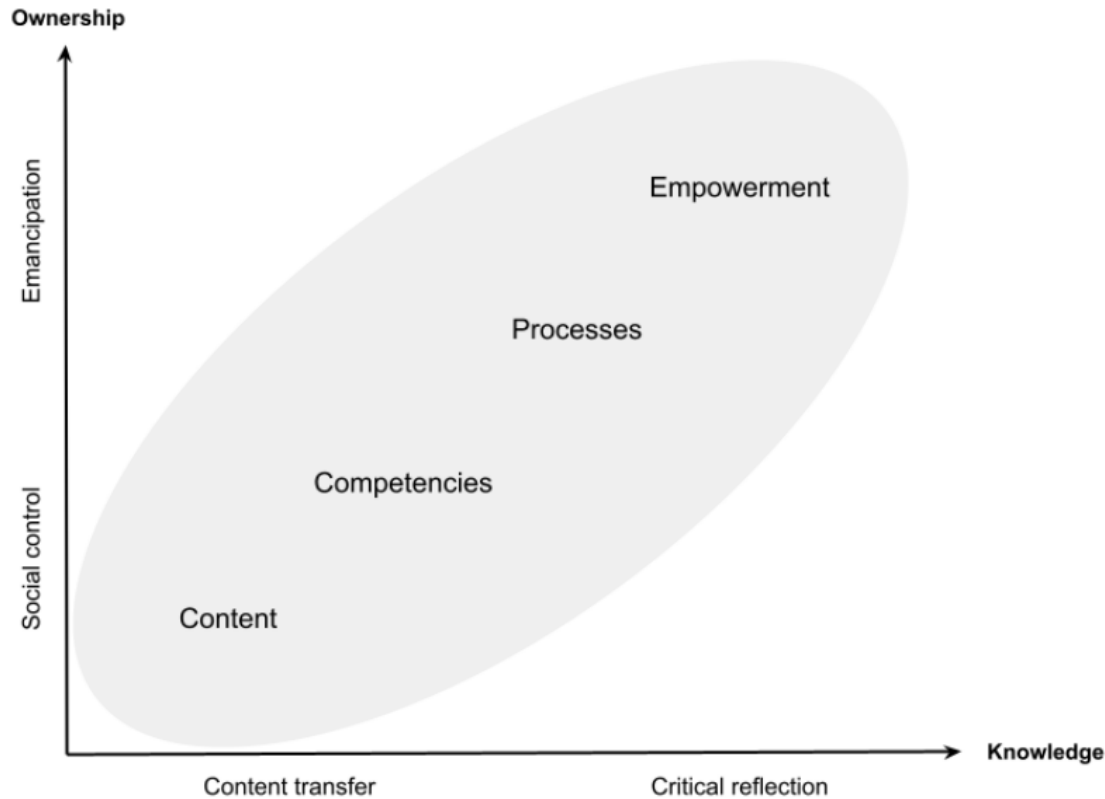 Ownership
Emancipation
Empowerment
Processes
Competencies
Social control
Content
Knowledge
Content transfer
Critical reflection